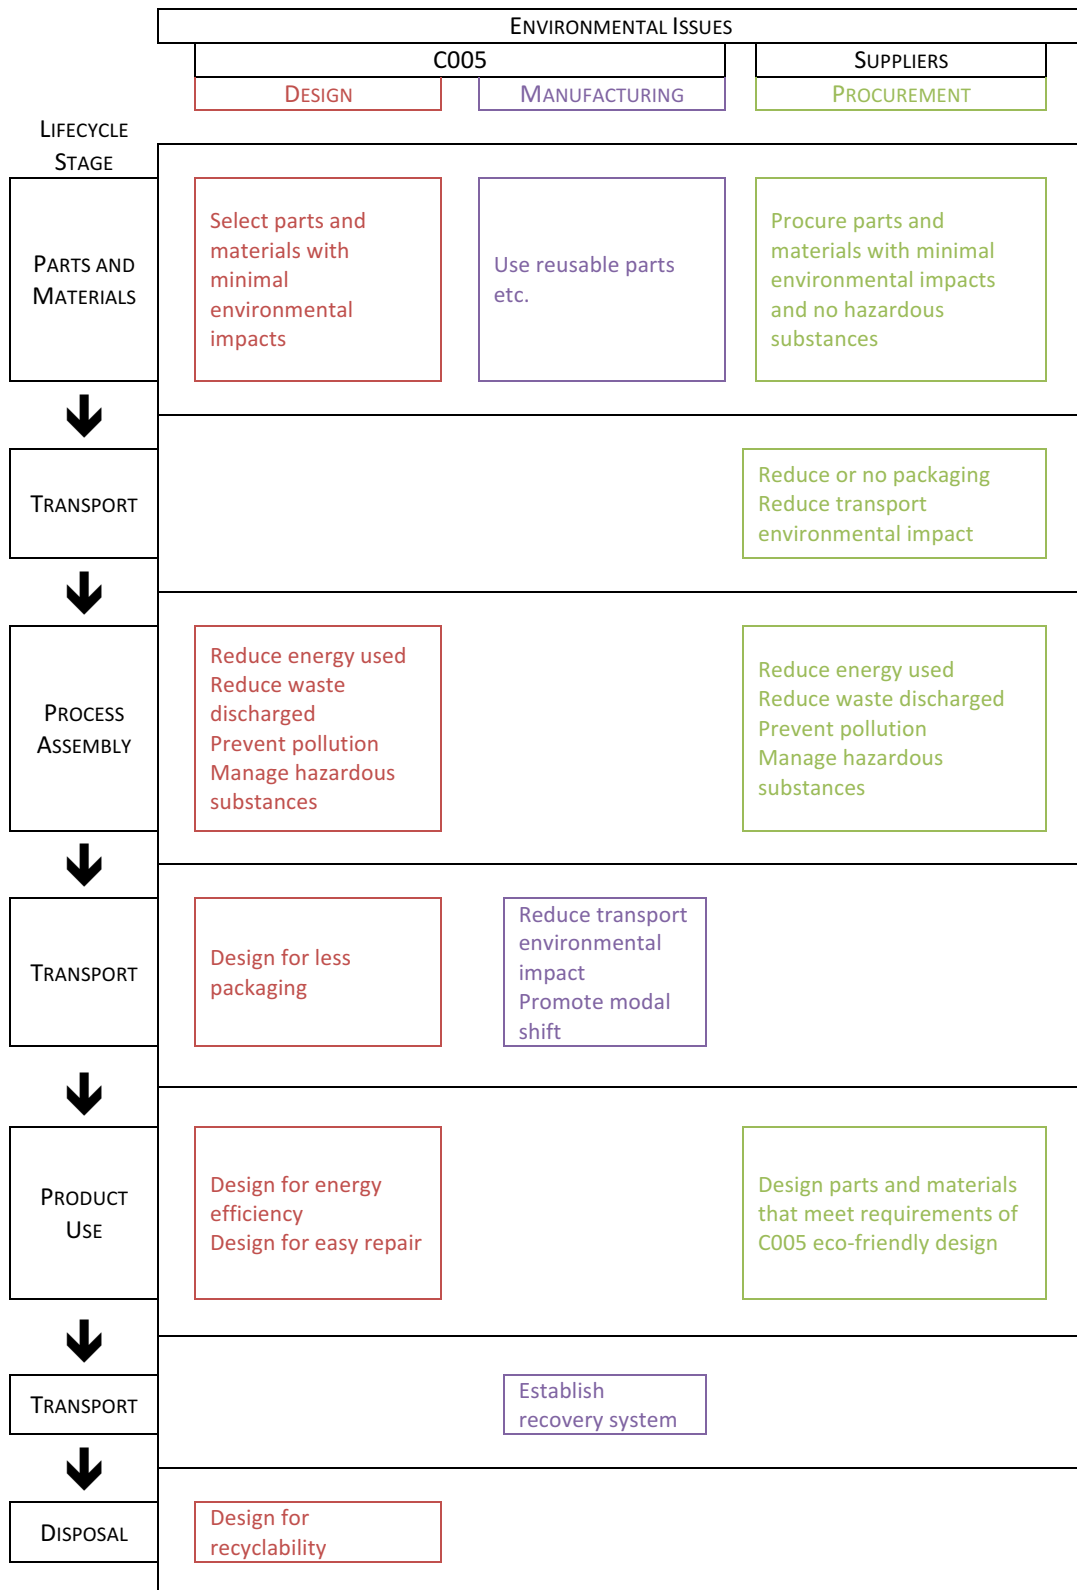 ENVIRONMENTAL ISSUES
C005
SUPPLIERS
DESIGN
MANUFACTURING
PROCUREMENT
LIFECYCLE
STAGE
PARTS AND
MATERIALS
Select parts and
materials with
minimal
environmental
impacts
Use reusable parts
etc.
Procure parts and
materials with minimal
environmental impacts
and no hazardous
substances
TRANSPORT
Reduce or no packaging
Reduce transport
environmental impact
PROCESS
ASSEMBLY
Reduce energy used
Reduce waste
discharged
Prevent pollution
Manage hazardous
substances
Reduce energy used
Reduce waste discharged
Prevent pollution
Manage hazardous
substances
TRANSPORT
Design for less
packaging
Reduce transport
environmental
impact
Promote modal
shift
PRODUCT
USE
Design for energy
efficiency
Design for easy repair
Design parts and materials
that meet requirements of
C005 eco-friendly design
TRANSPORT
Establish
recovery system
DISPOSAL
Design for
recyclability